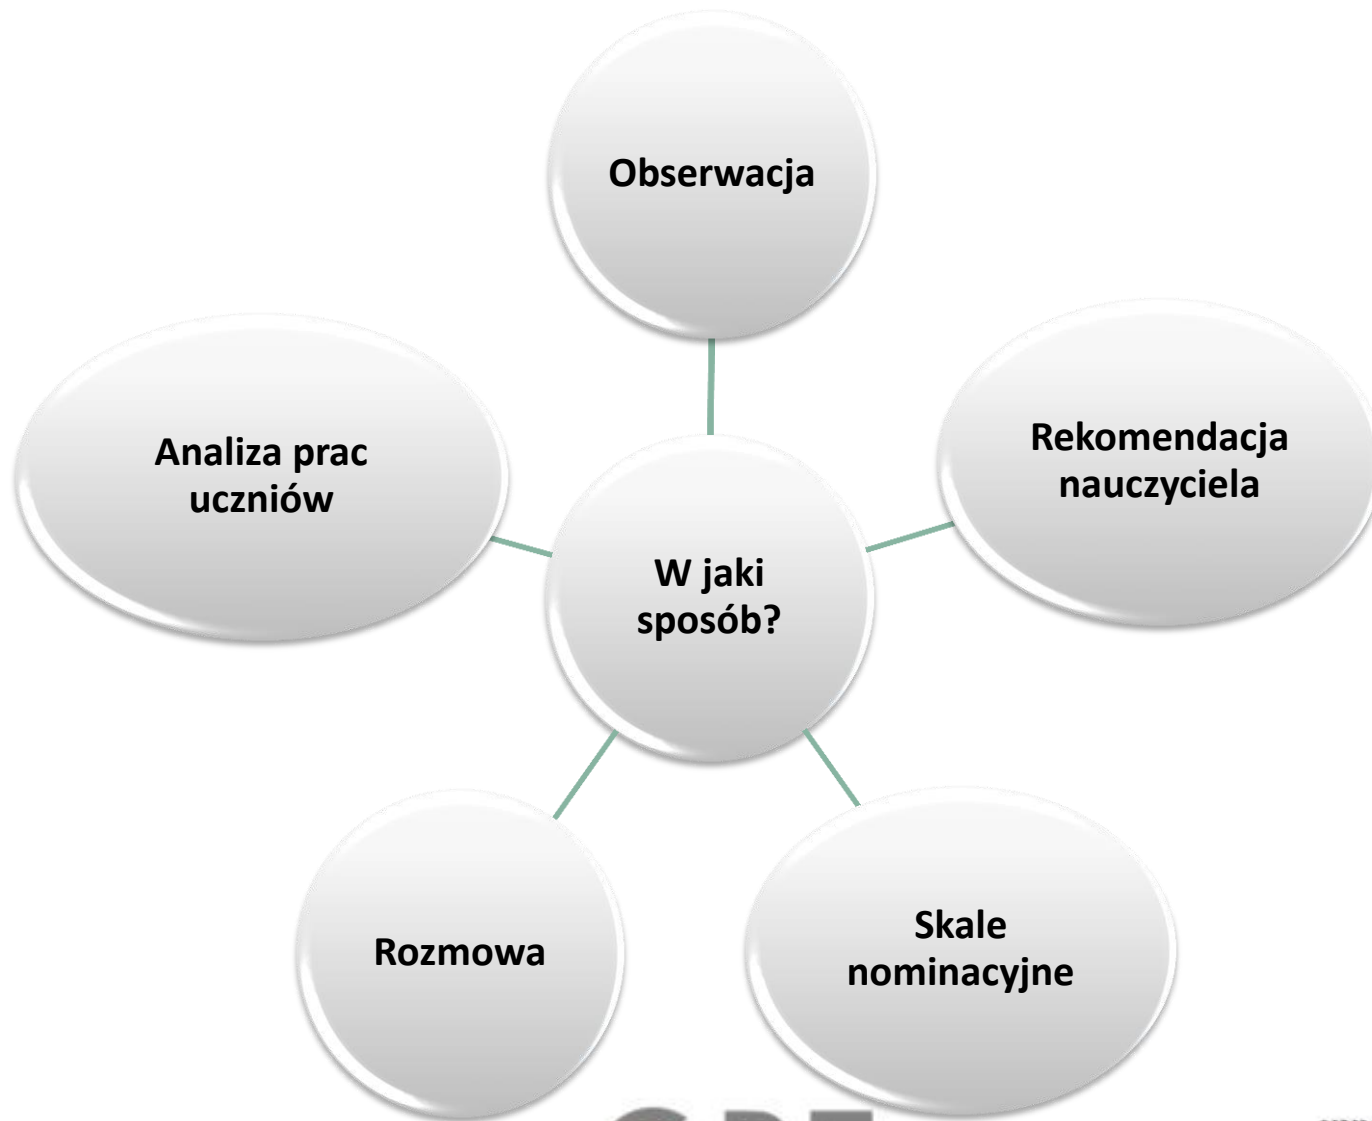 Obserwacja
Rekomendacja
nauczyciela
Analiza prac
uczniów
W jaki
sposób?
Skale
nominacyjne
Rozmowa